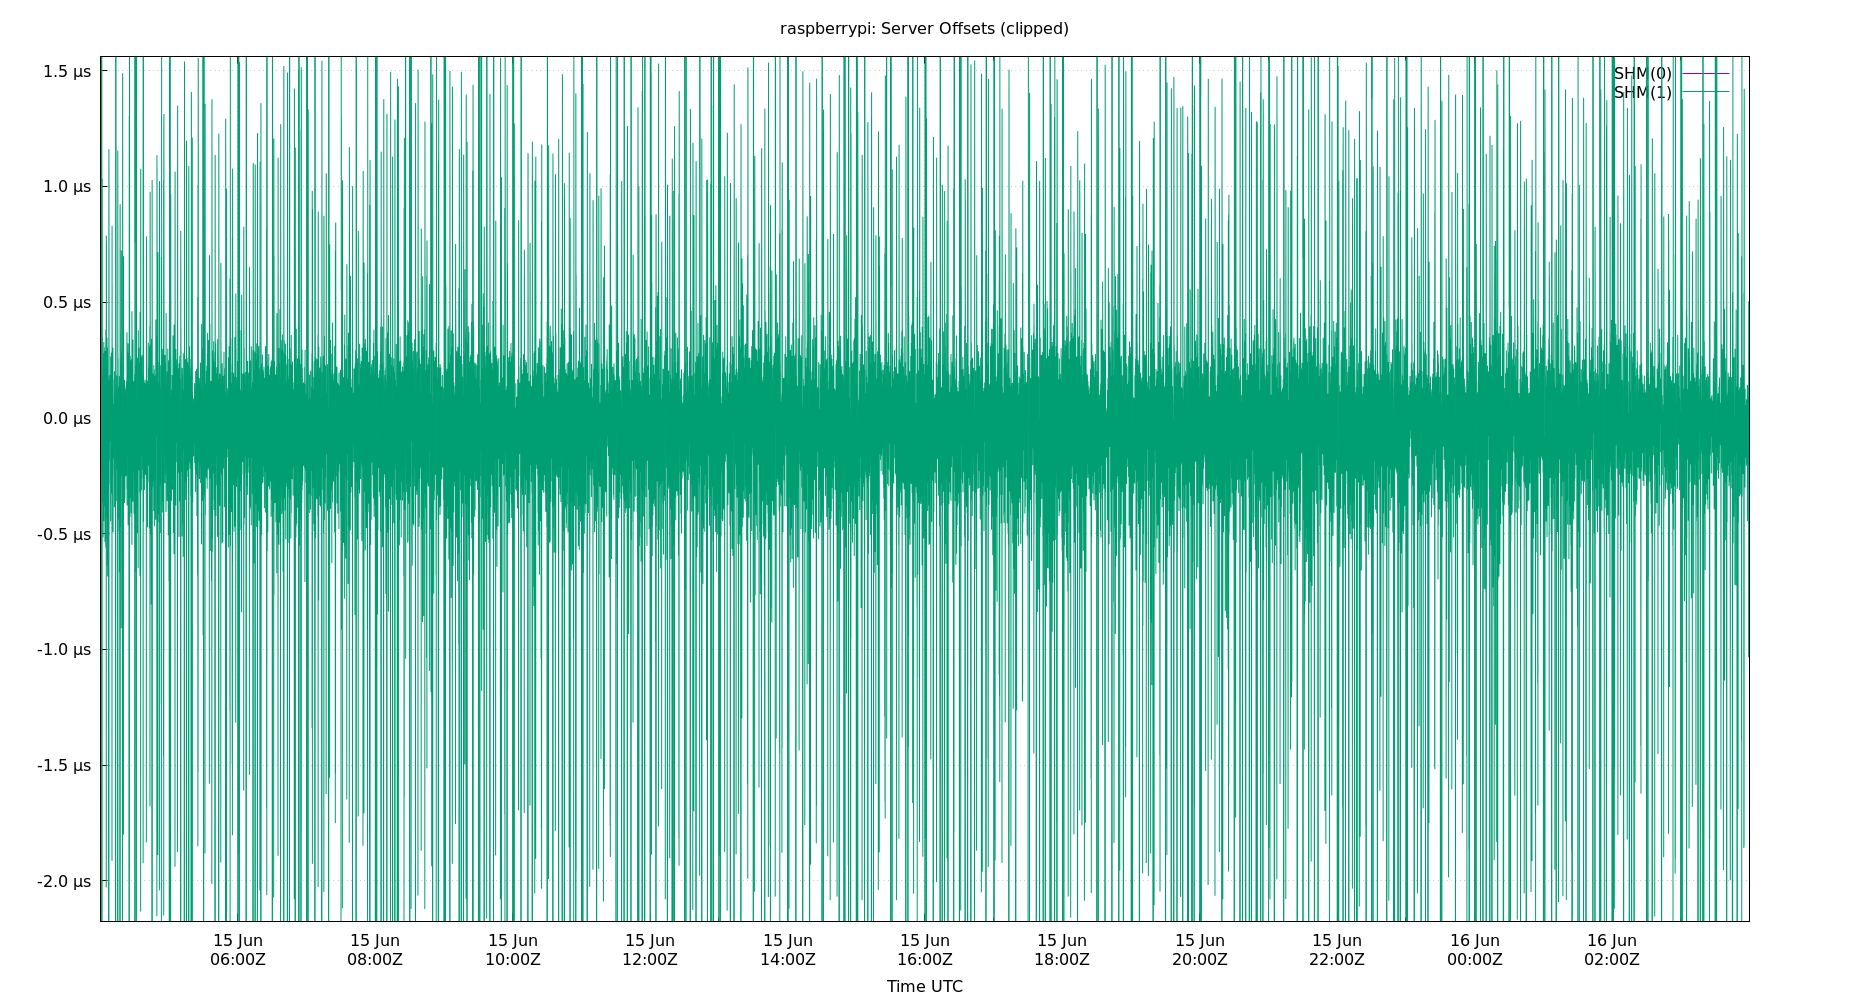 raspberrypi: Server Offsets (clipped)
1.5 µs
1.0 µs
0.5 µs
0.0 µs
-0.5 µs
-1.0 µs
-1.5 µs
-2.0 µs
SHM(0)
SHM(1)
15 Jun 15 Jun 15 Jun 15 Jun 15 Jun 15 Jun 15 Jun 15 Jun 15 Jun 16 Jun 16 Jun
06:00Z 08:00Z 10:00Z 12:00Z 14:00Z 16:00Z 18:00Z 20:00Z 22:00Z 00:00Z 02:00Z
Time UTC